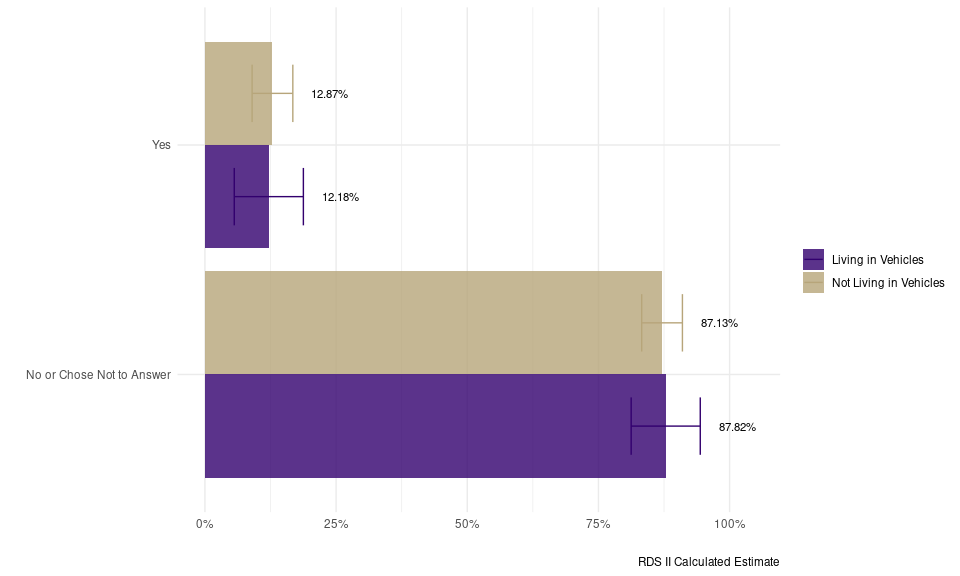 12.87%
Yes
12.18%
Living in Vehicles
Not Living in Vehicles
87.13%
No or Chose Not to Answer
87.82%
0%
25%
50%
75%
100%
RDS II Calculated Estimate